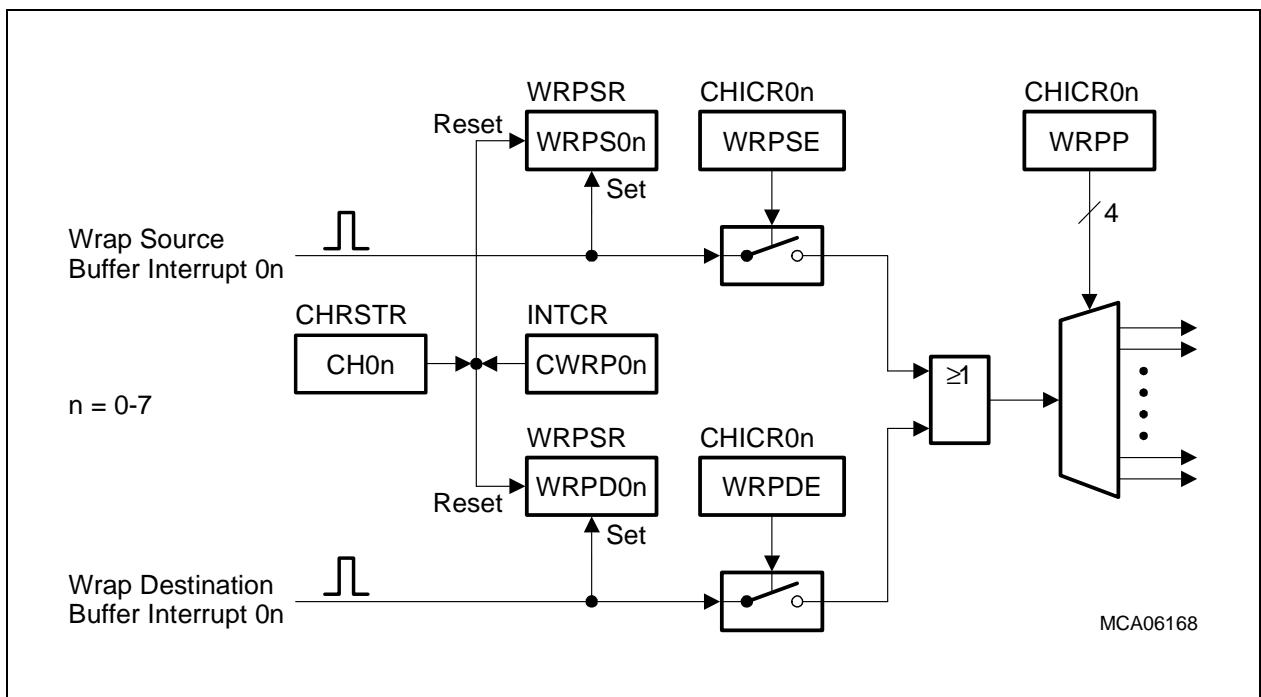 WRPSR
CHICR0n
CHICR0n
Reset
WRPS0n
WRPSE
WRPP
Set
4
Wrap Source
Buffer Interrupt 0n
CHRSTR
INTCR
CH0n
CWRP0n
≥1
n = 0-7
WRPSR
CHICR0n
WRPD0n
WRPDE
Reset
Set
Wrap Destination
Buffer Interrupt 0n
MCA06168